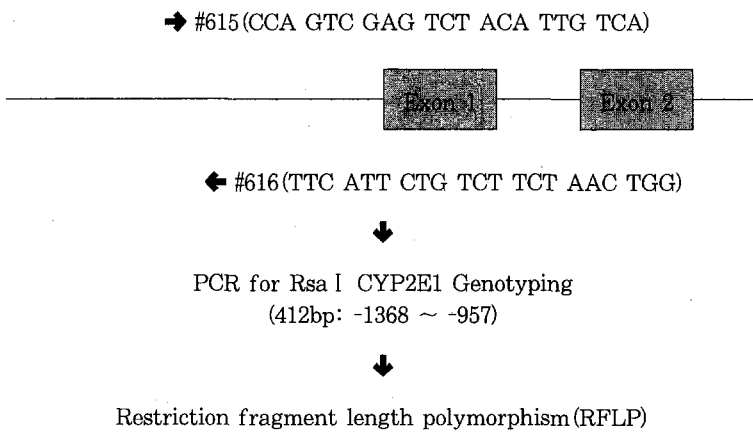 #615(CCA GTC GAG TCT ACA TTG TCA)
Exon 1 Exon 2
#616(TTC ATT CTG TCT TCT AAC TGG)
PCR for Rsa Ⅰ CYP2E1 Genotyping
(412bp: -1368 ~ -957)
Restriction fragment length polymorphism(RFLP)